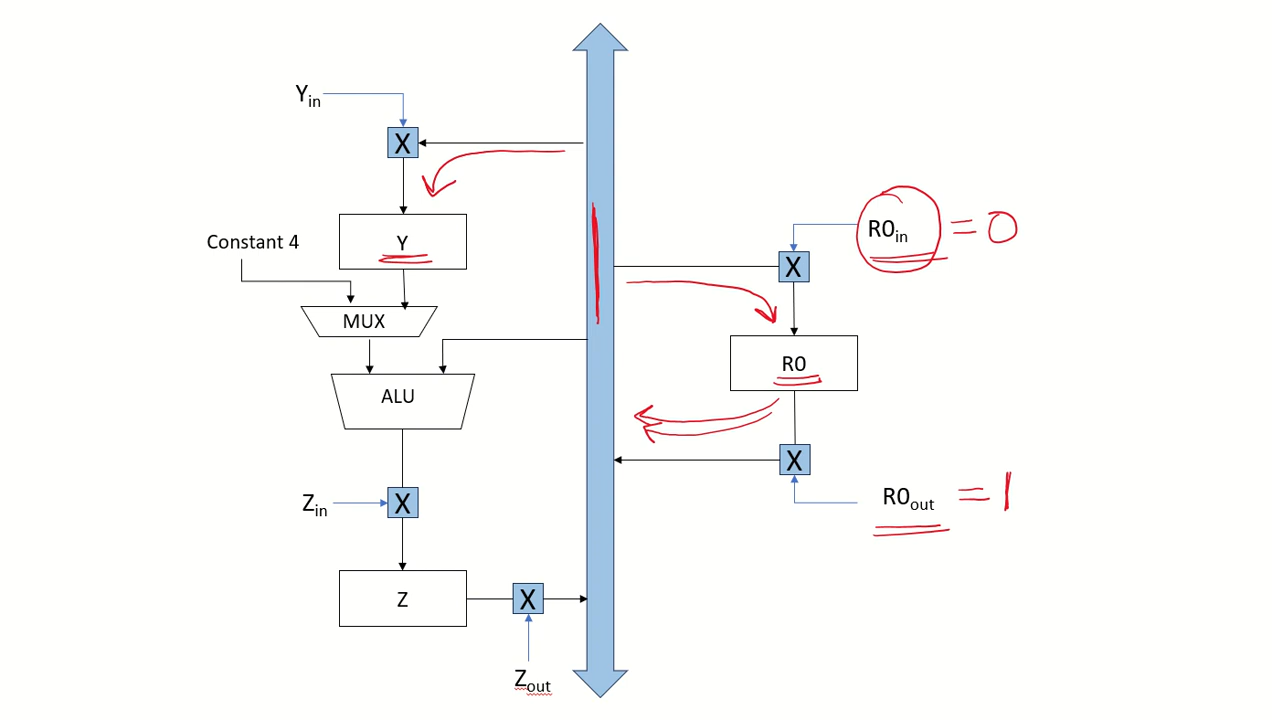 Yin
X
Y
Constant 4
MUX
ALU
Zin
X
Z
X
Zout
R0in = 0
X
R0
X
R0out = 1